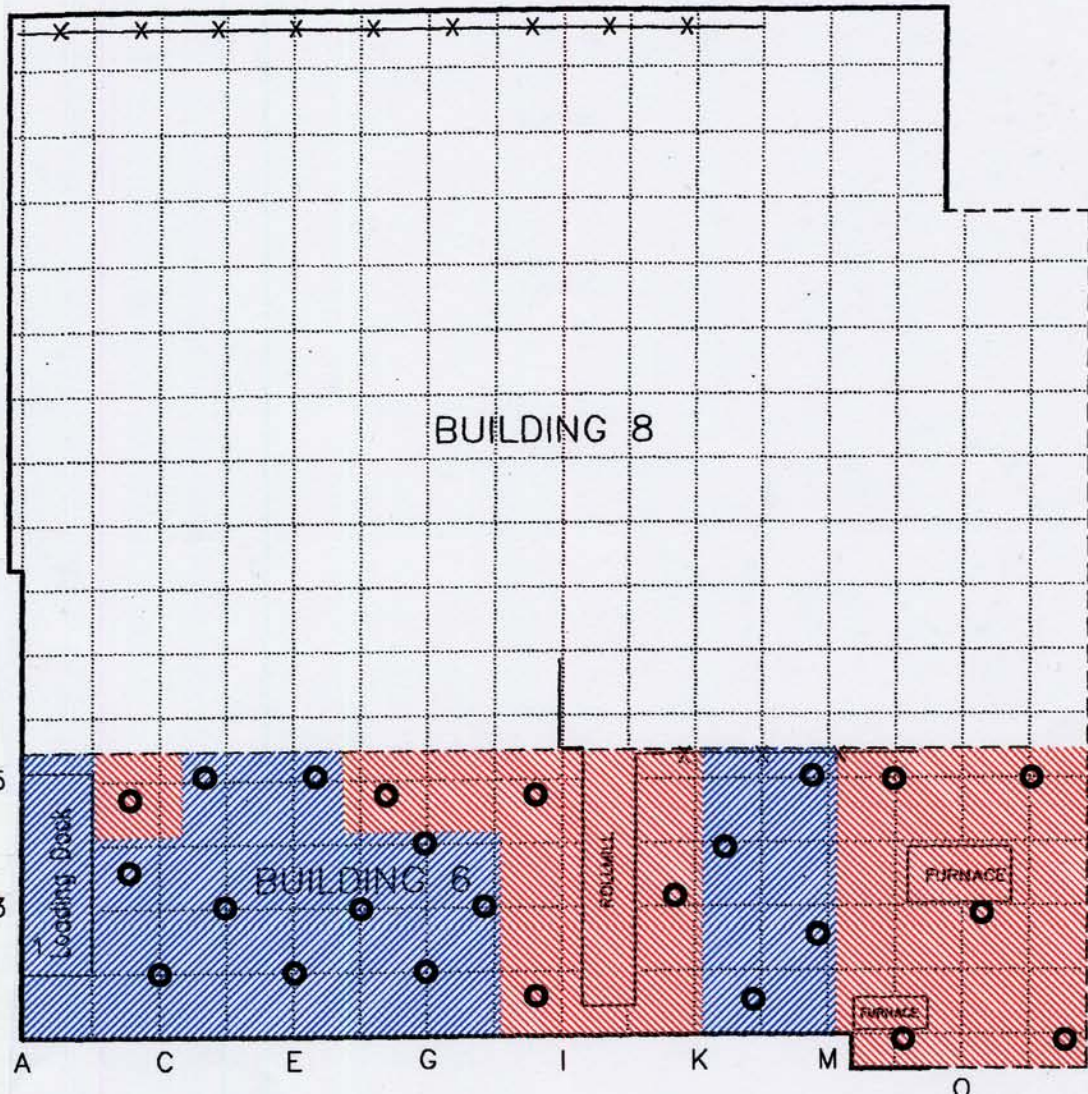 X X X X X X X X X
BUILDING 8
X X X
5
Loading Dock
BUILDING 6
ROLLMILL
FURNACE
3
1
FURNACE
A C E G I K M
O